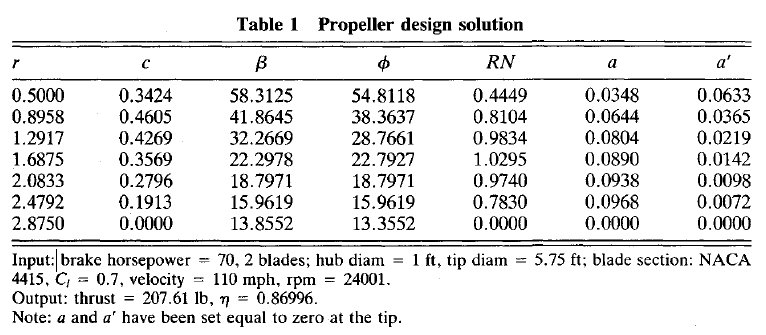 Table 1 Propeller design solution
r c β ϕ RN a a′
0.5000 0.3424 58.3125 54.8118 0.4449 0.0348 0.0633
0.8958 0.4605 41.8645 38.3637 0.8104 0.0644 0.0365
1.2917 0.4269 32.2669 28.7661 0.9834 0.0804 0.0219
1.6875 0.3569 22.2978 22.7927 1.0295 0.0890 0.0142
2.0833 0.2796 18.7971 18.7971 0.9740 0.0938 0.0098
2.4792 0.1913 15.9619 15.9619 0.7830 0.0968 0.0072
2.8750 0.0000 13.8552 13.3552 0.0000 0.0000 0.0000
Input: brake horsepower = 70, 2 blades; hub diam = 1 ft, tip diam = 5.75 ft; blade section: NACA
4415, Cl = 0.7, velocity = 110 mph, rpm = 24001.
Output: thrust = 207.61 lb, η = 0.86996.
Note: a and a′ have been set equal to zero at the tip.